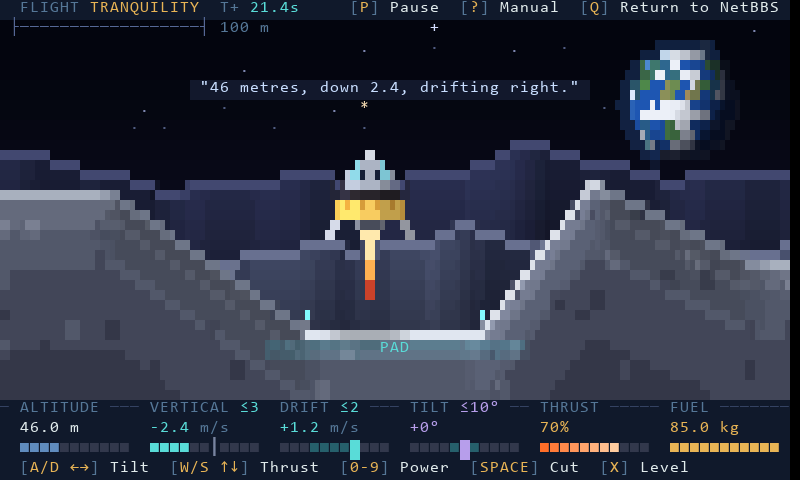 FLIGHT TRANQUILITY T+ 21.4s [P] Pause [?] Manual [Q] Return to NetBBS
100 m
"46 metres, down 2.4, drifting right."
PAD
ALTITUDE VERTICAL ≤3 DRIFT ≤2 TILT ≤10° THRUST FUEL
46.0 m -2.4 m/s +1.2 m/s +0° 70% 85.0 kg
[A/D ←→] Tilt [W/S ↑↓] Thrust [0-9] Power [SPACE] Cut [X] Level